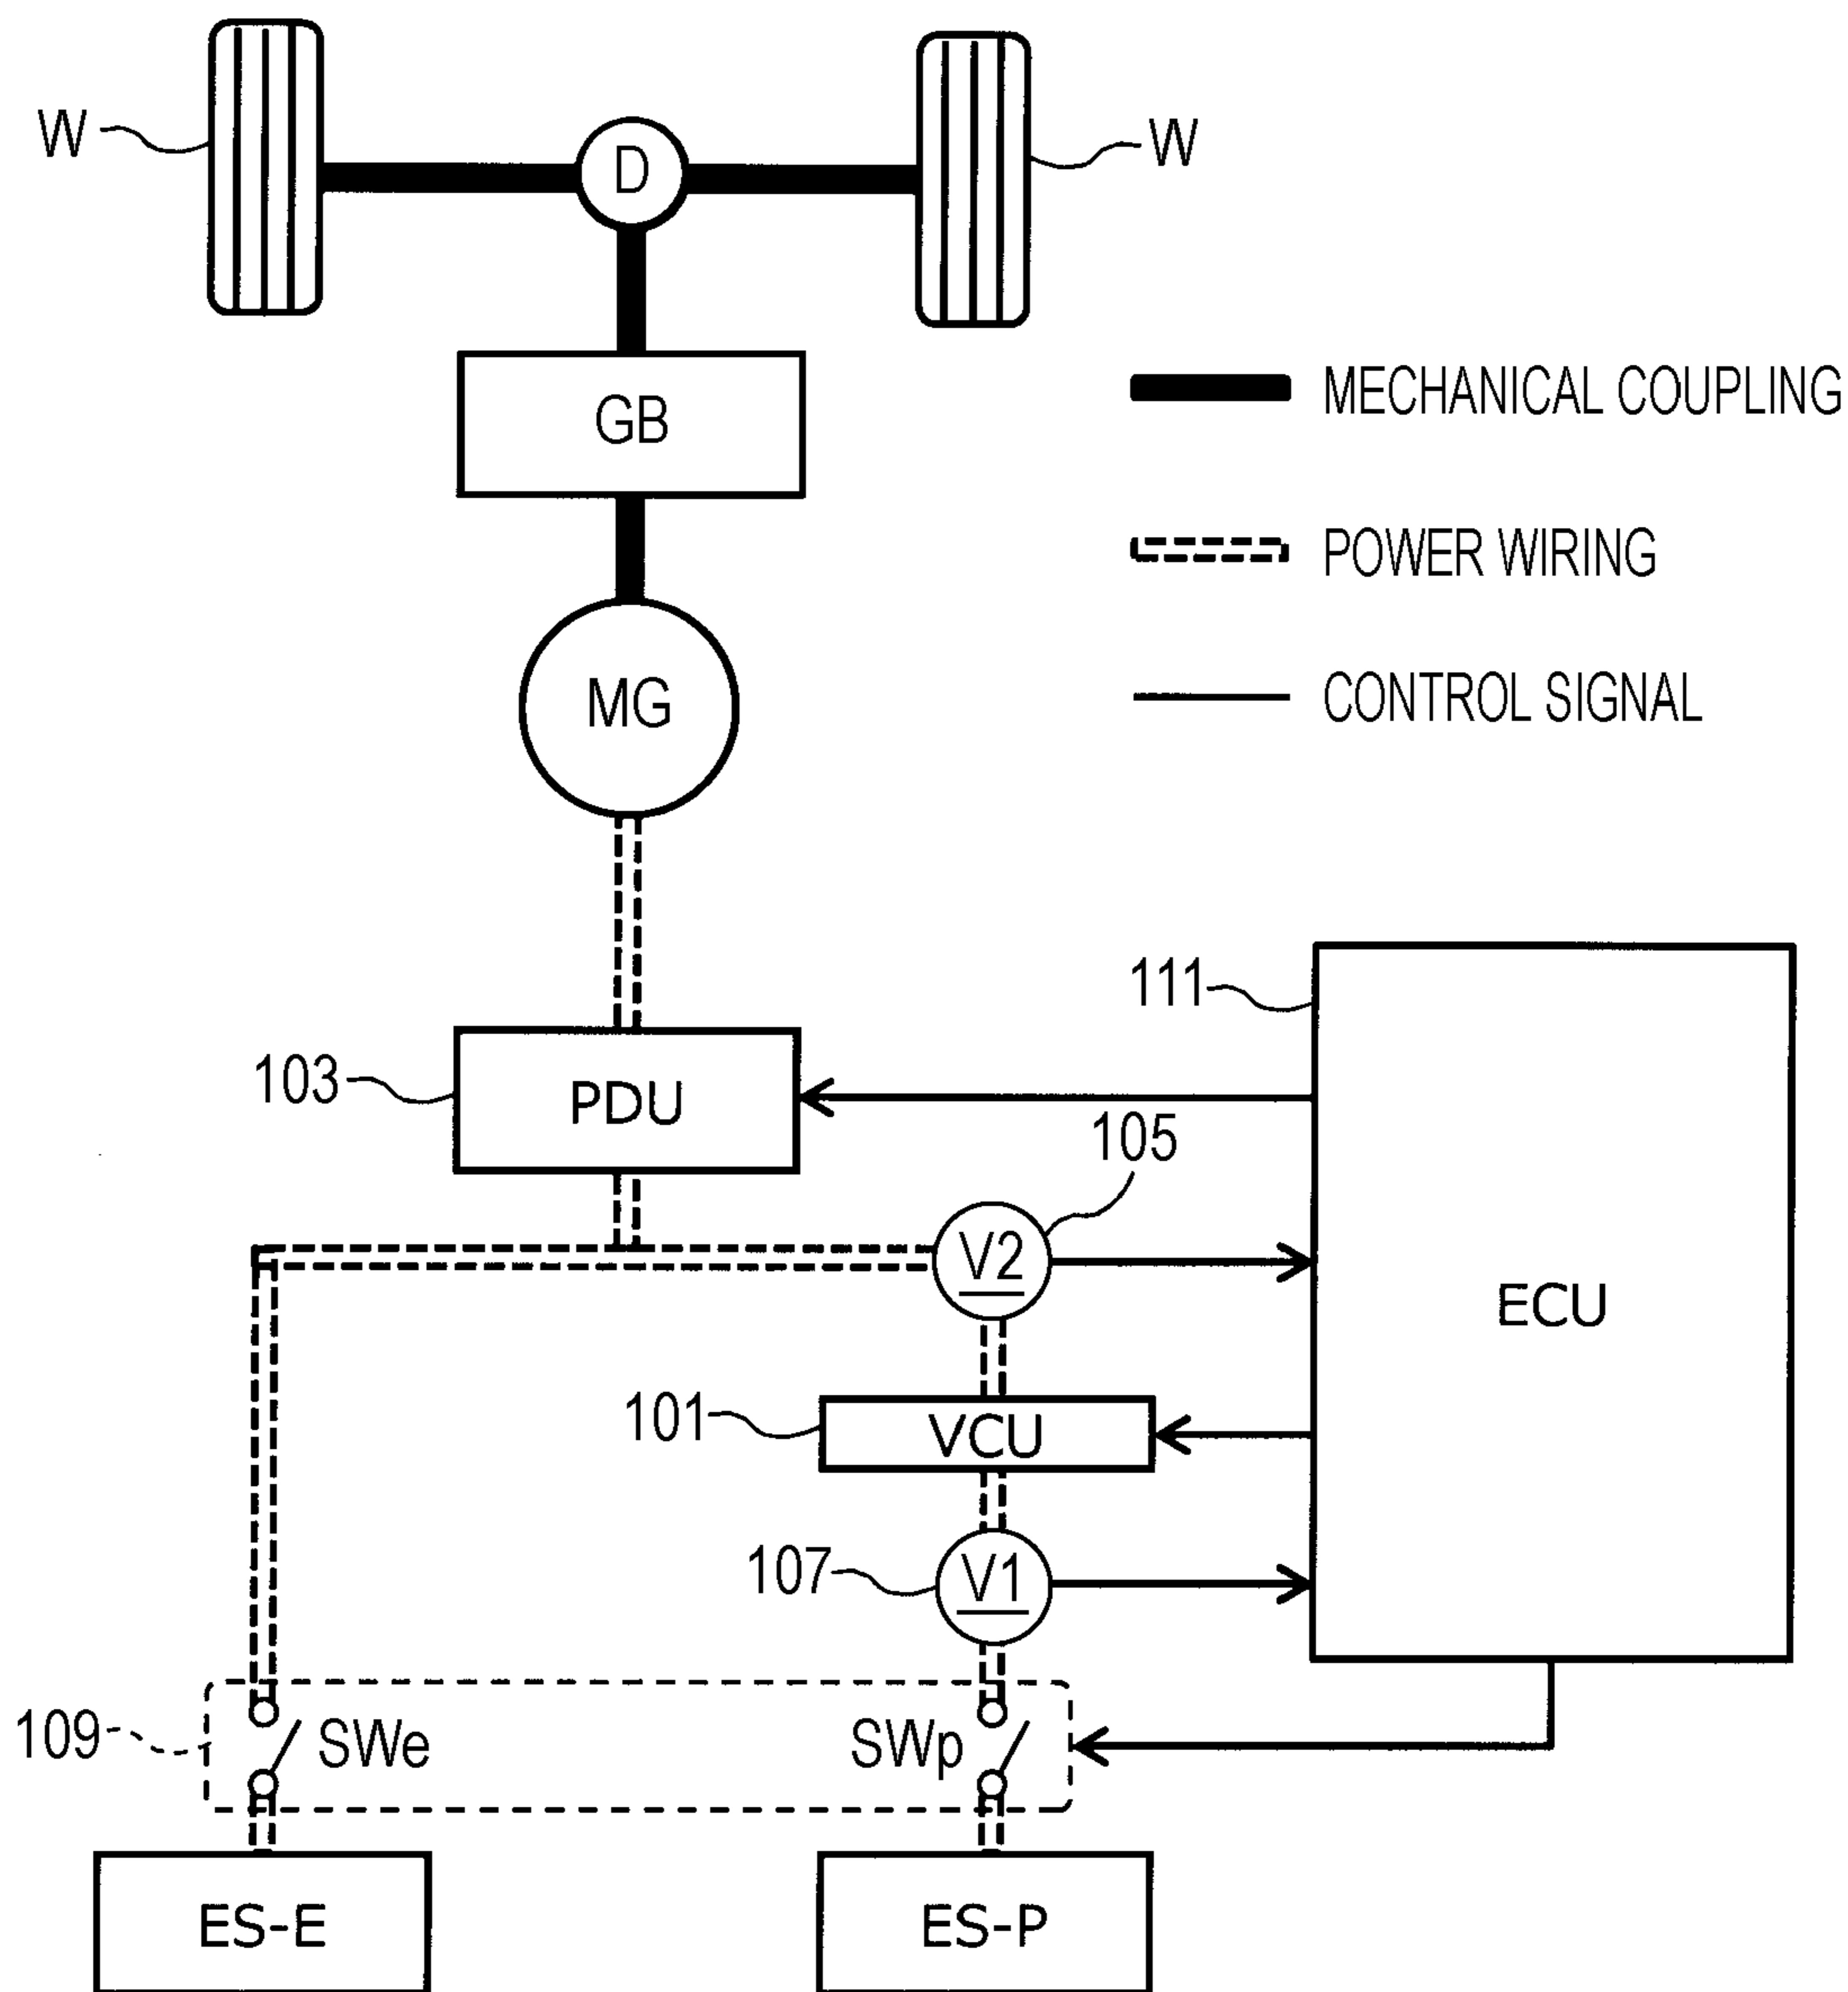 W
D
W
GB
MECHANICAL COUPLING
POWER WIRING
MG
CONTROL SIGNAL
111
103
PDU
105
V2
ECU
101
VCU
107
V1
109
SWe
SWp
ES-E
ES-P